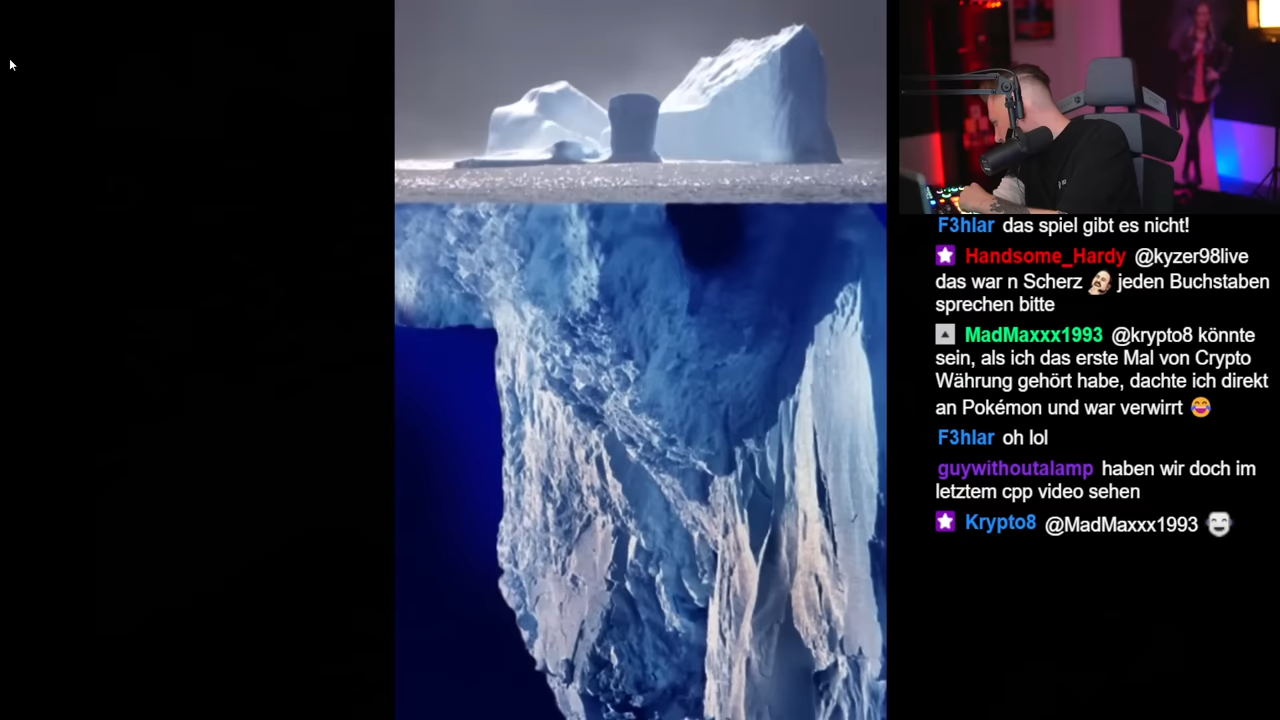 F3hlar das spiel gibt es nicht!
Handsome_Hardy @kyzer98live
das war n Scherz jeden Buchstaben
sprechen bitte
MadMaxxx1993 @krypto8 könnte
sein, als ich das erste Mal von Crypto
Währung gehört habe, dachte ich direkt
an Pokémon und war verwirrt 😂
F3hlar oh lol
guywithoutalamp haben wir doch im
letztem cpp video sehen
Krypto8 @MadMaxxx1993